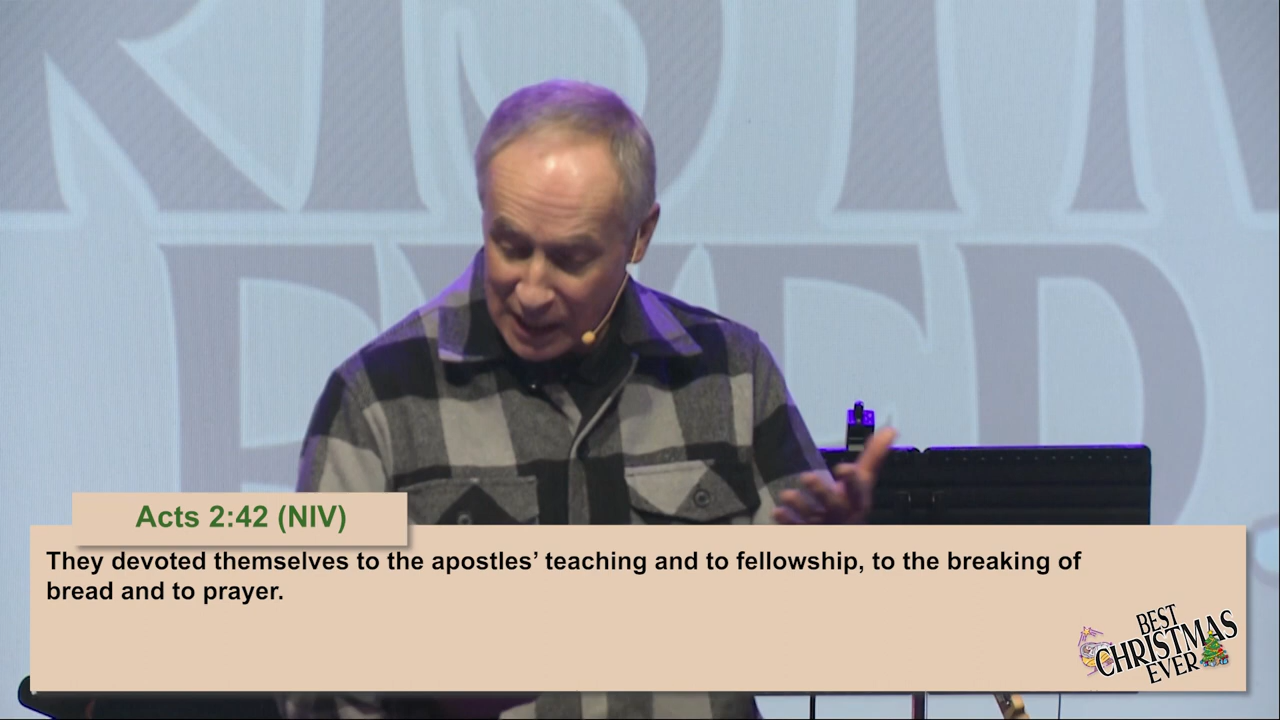 EVER
Acts 2:42 (NIV)
They devoted themselves to the apostles’ teaching and to fellowship, to the breaking of
bread and to prayer.
BEST
CHRISTMAS
EVER